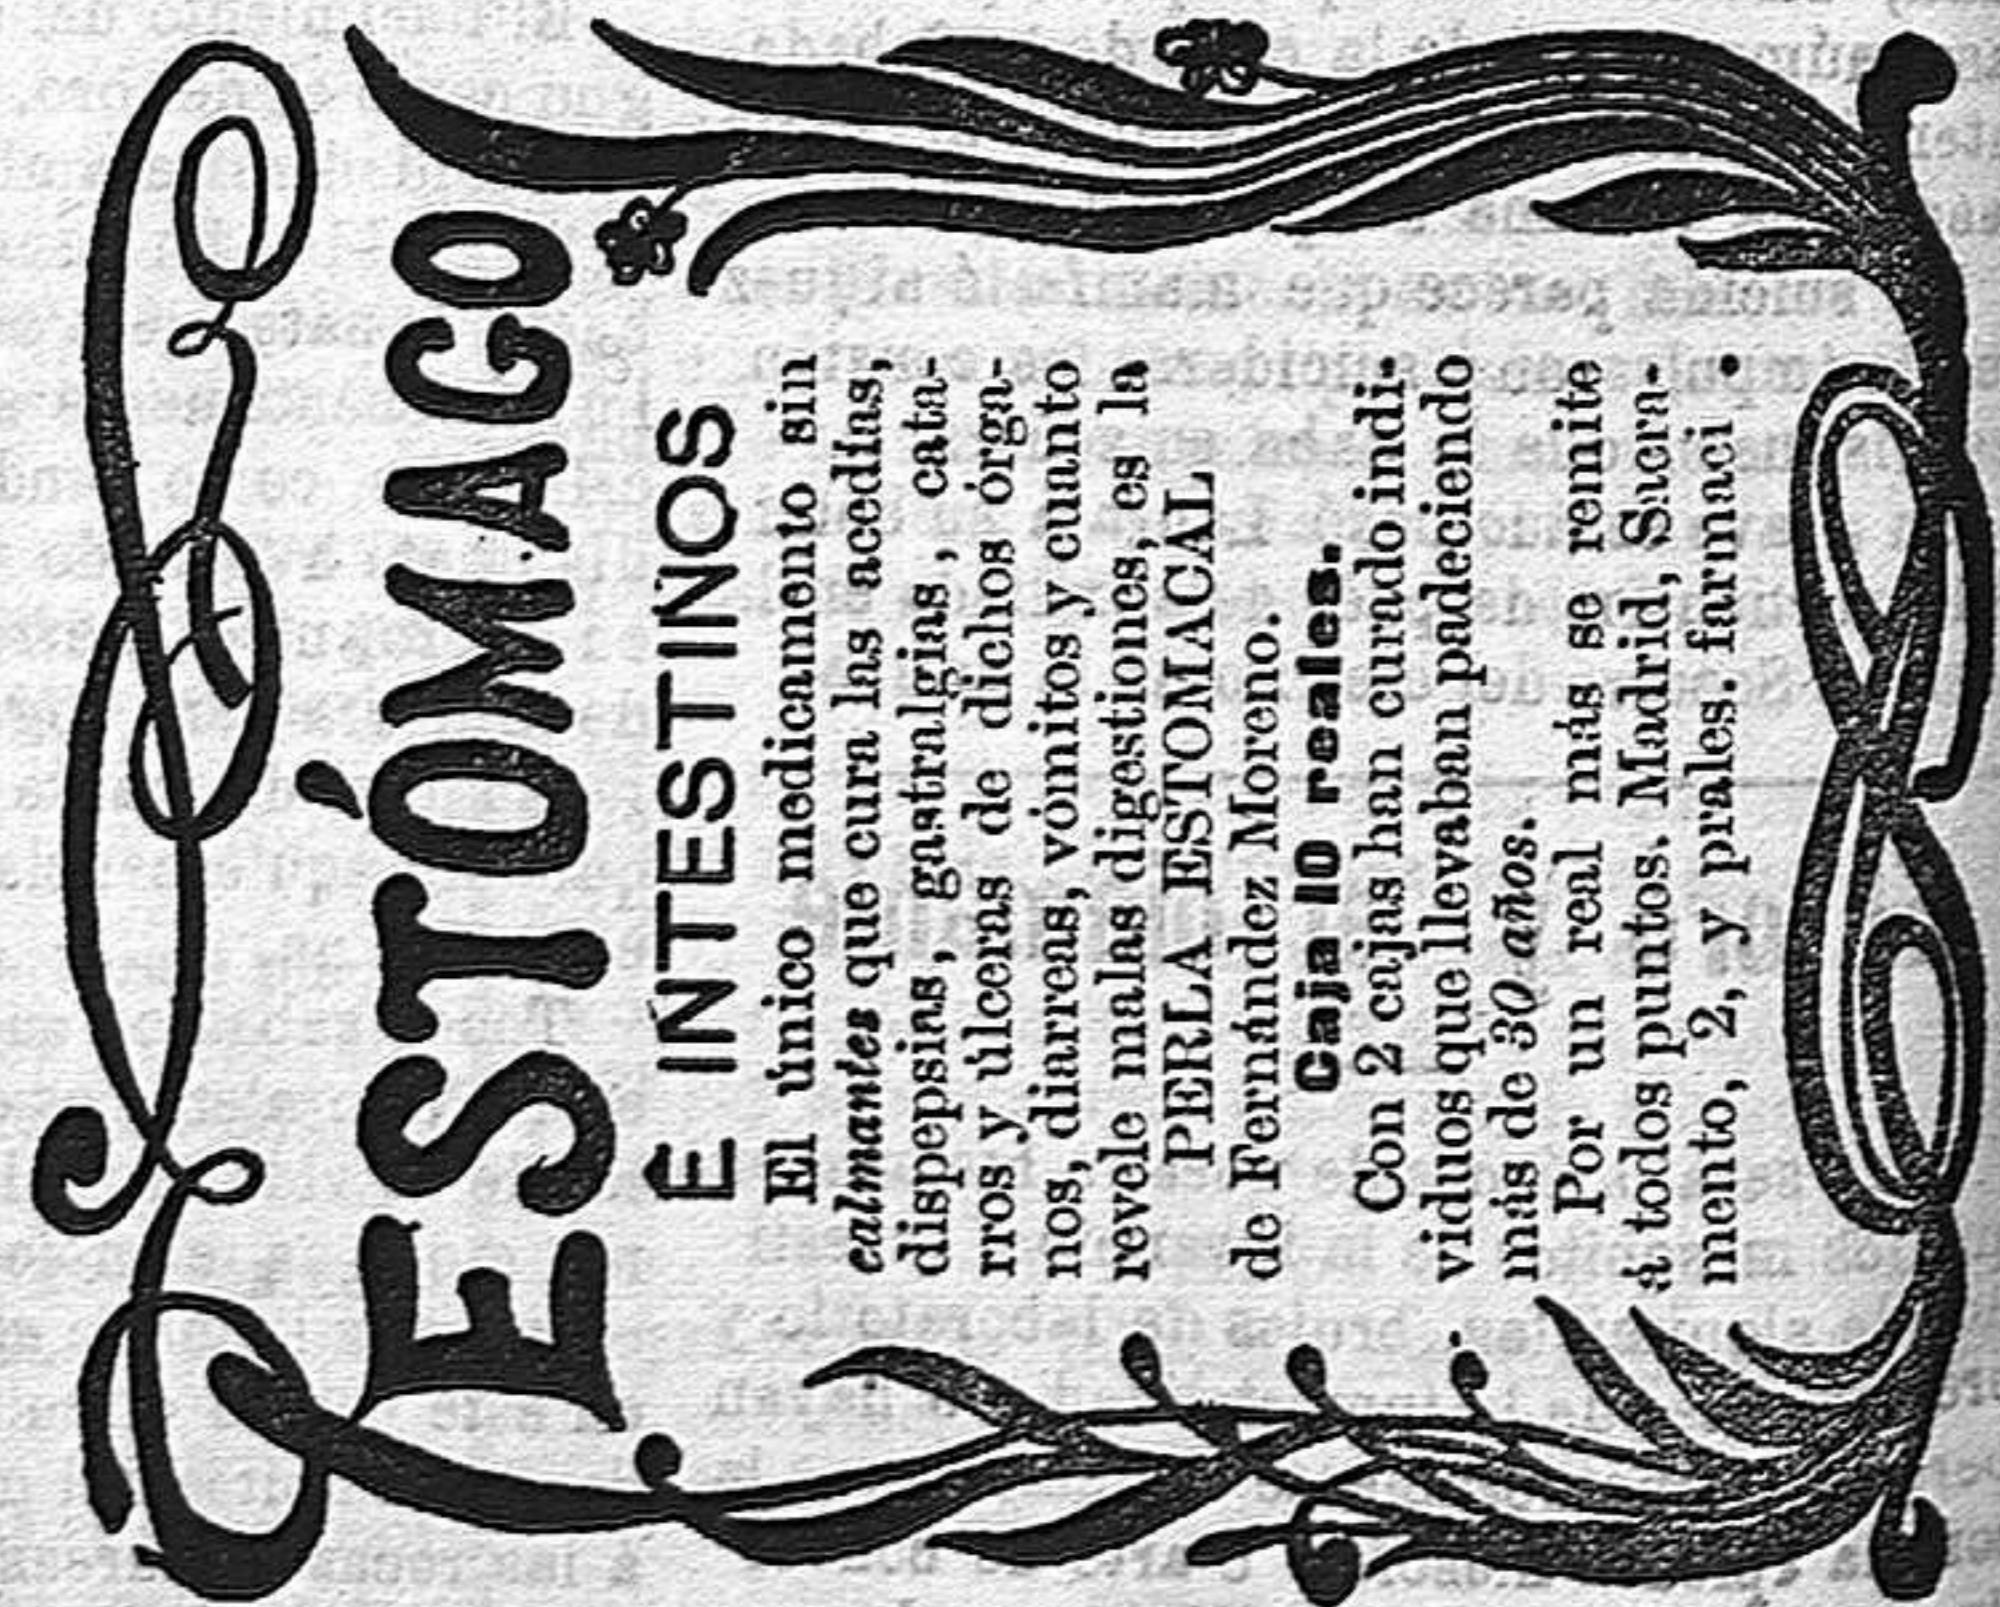 ESTÓMAGO
É INTESTINOS
El único medicamento sin
calmantes que cura las acedías,
dispepsias, gastralgias, cata-
rros y úlceras de dichos órga-
nos, diarreas, vómitos y cuanto
revele malas digestiones, es la
PERLA ESTOMACAL
de Fernández Moreno.
Caja 10 reales.
Con 2 cajas han curado indi-
viduos que llevaban padeciendo
más de 30 años.
Por un real más se remite
á todos puntos. Madrid, Sacra-
mento, 2, y prales. farmaci .